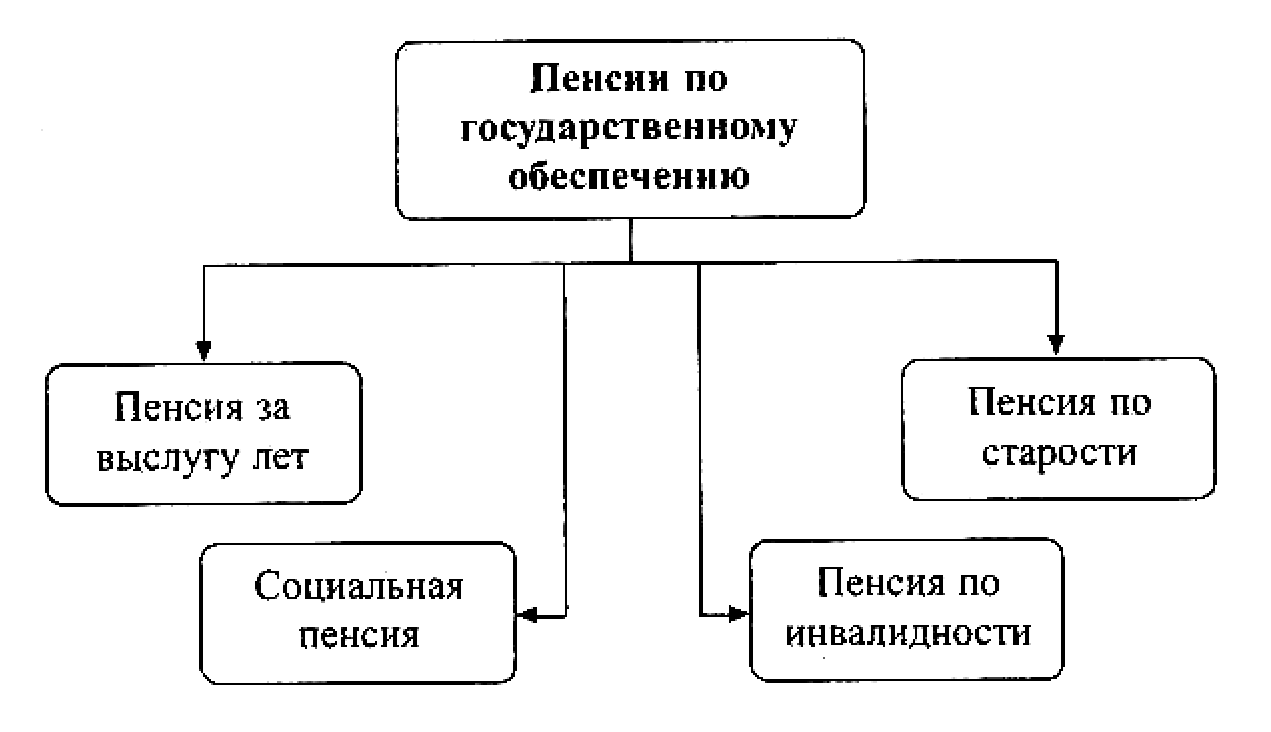 Пенсии по
государственному
обеспечению
Пенсия за
выслугу лет
Пенсия по
старости
Социальная
пенсия
Пенсия по
инвалидности